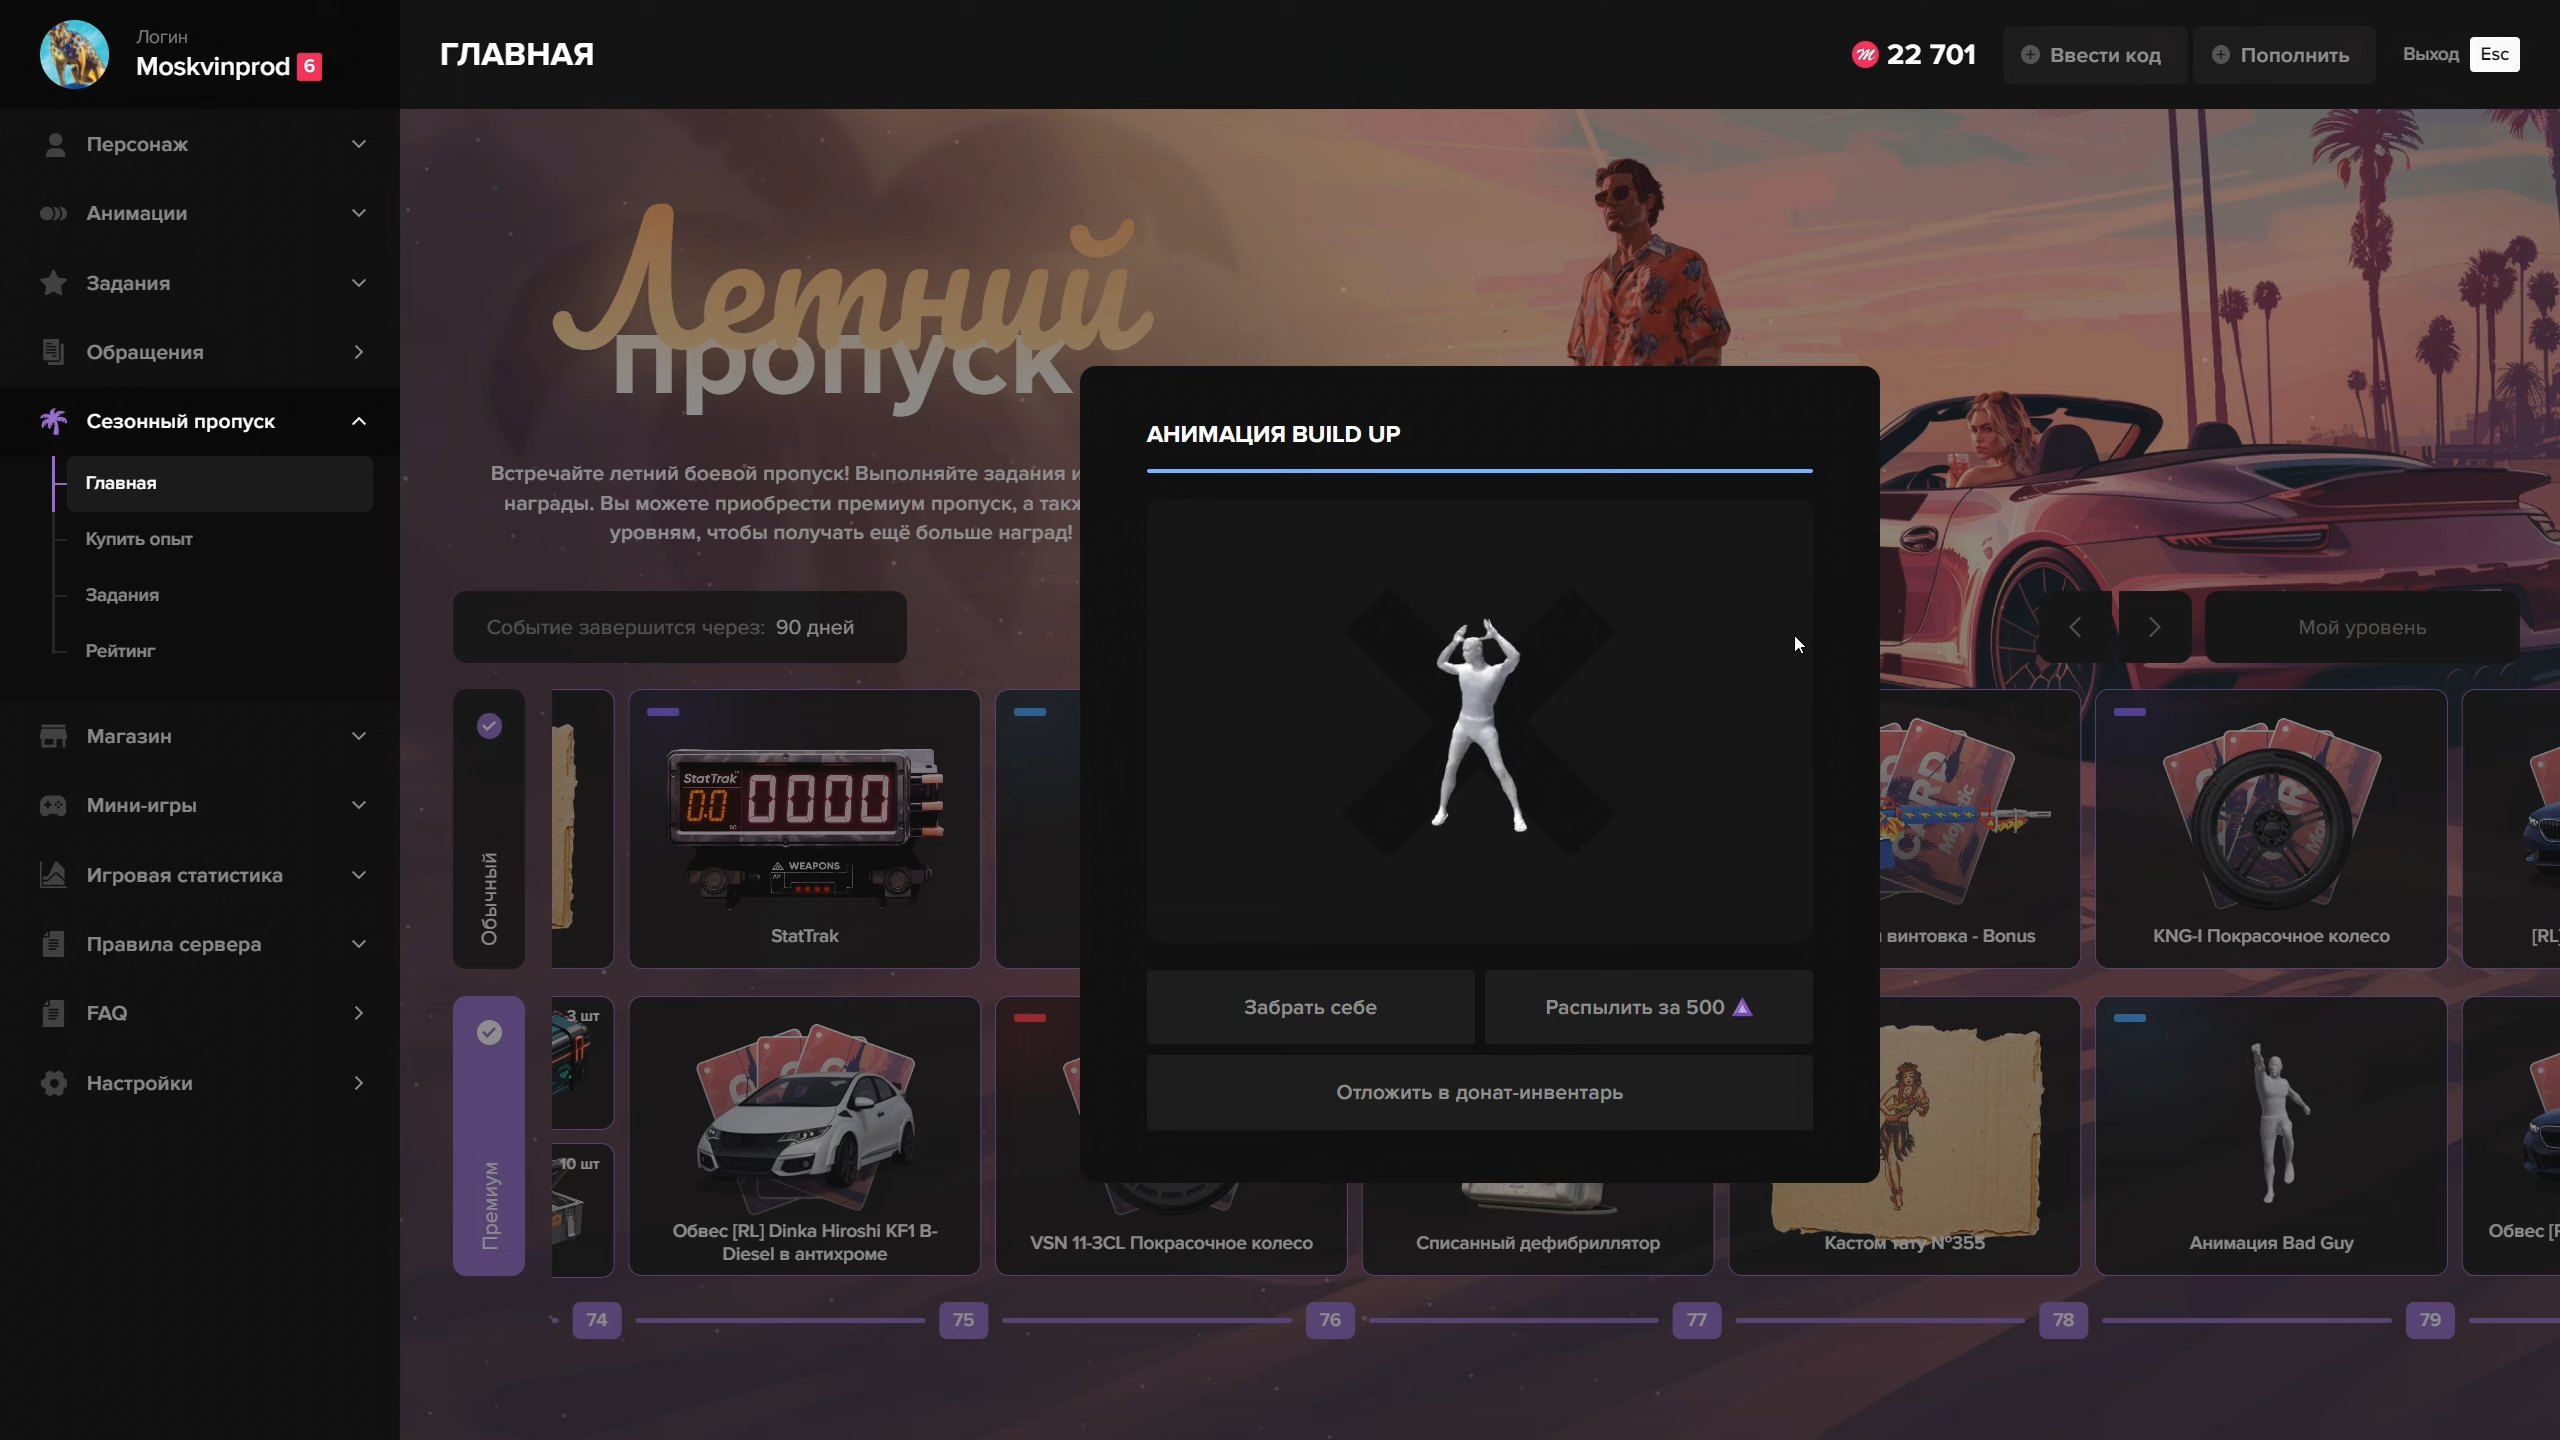 Логин
Moskvinprod 6
ГЛАВНАЯ
22 701
Ввести код
Пополнить
Выход
Esc
Персонаж
Анимации
Задания
Обращения
Сезонный пропуск
Главная
Купить опыт
Задания
Рейтинг
Магазин
Мини-игры
Игровая статистика
Правила сервера
FAQ
Настройки
Летний
пропуск
Встречайте летний боевой пропуск! Выполняйте задания и
награды. Вы можете приобрести премиум пропуск, а такж
уровням, чтобы получать ещё больше наград!
Событие завершится через: 90 дней
Мой уровень
АНИМАЦИЯ BUILD UP
Забрать себе
Распылить за 500
Отложить в донат-инвентарь
Обычный
StatTrak
0.0 0000
WEAPONS
StatTrak
винтовка - Bonus
KNG-I Покрасочное колесо
[RL]
Премиум
3 шт
10 шт
Обвес [RL] Dinka Hiroshi KF1 B-
Diesel в антихроме
VSN 11-3CL Покрасочное колесо
Списанный дефибриллятор
Кастом тату №355
Анимация Bad Guy
Обвес [R
74
75
76
77
78
79